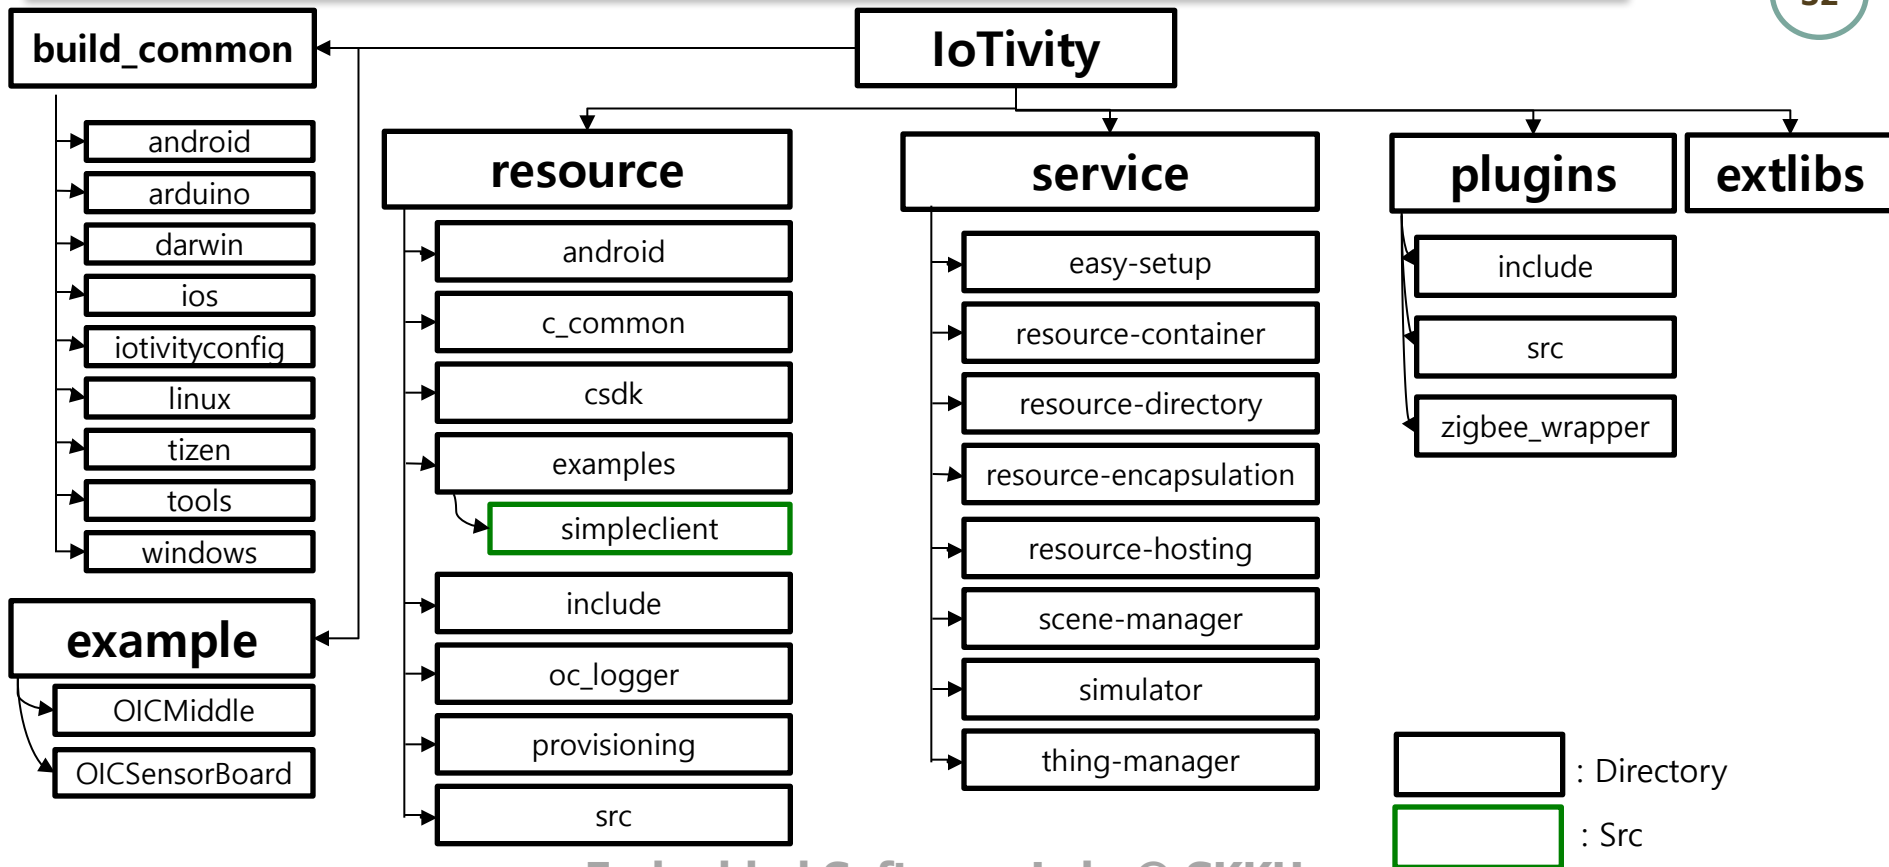 IoTivity
build_common
android
arduino
darwin
ios
iotivityconfig
linux
tizen
tools
windows
example
OICMiddle
OICSensorBoard
resource
android
c_common
csdk
examples
simpleclient
include
oc_logger
provisioning
src
service
easy-setup
resource-container
resource-directory
resource-encapsulation
resource-hosting
scene-manager
simulator
thing-manager
plugins
include
src
zigbee_wrapper
extlibs
: Directory
: Src